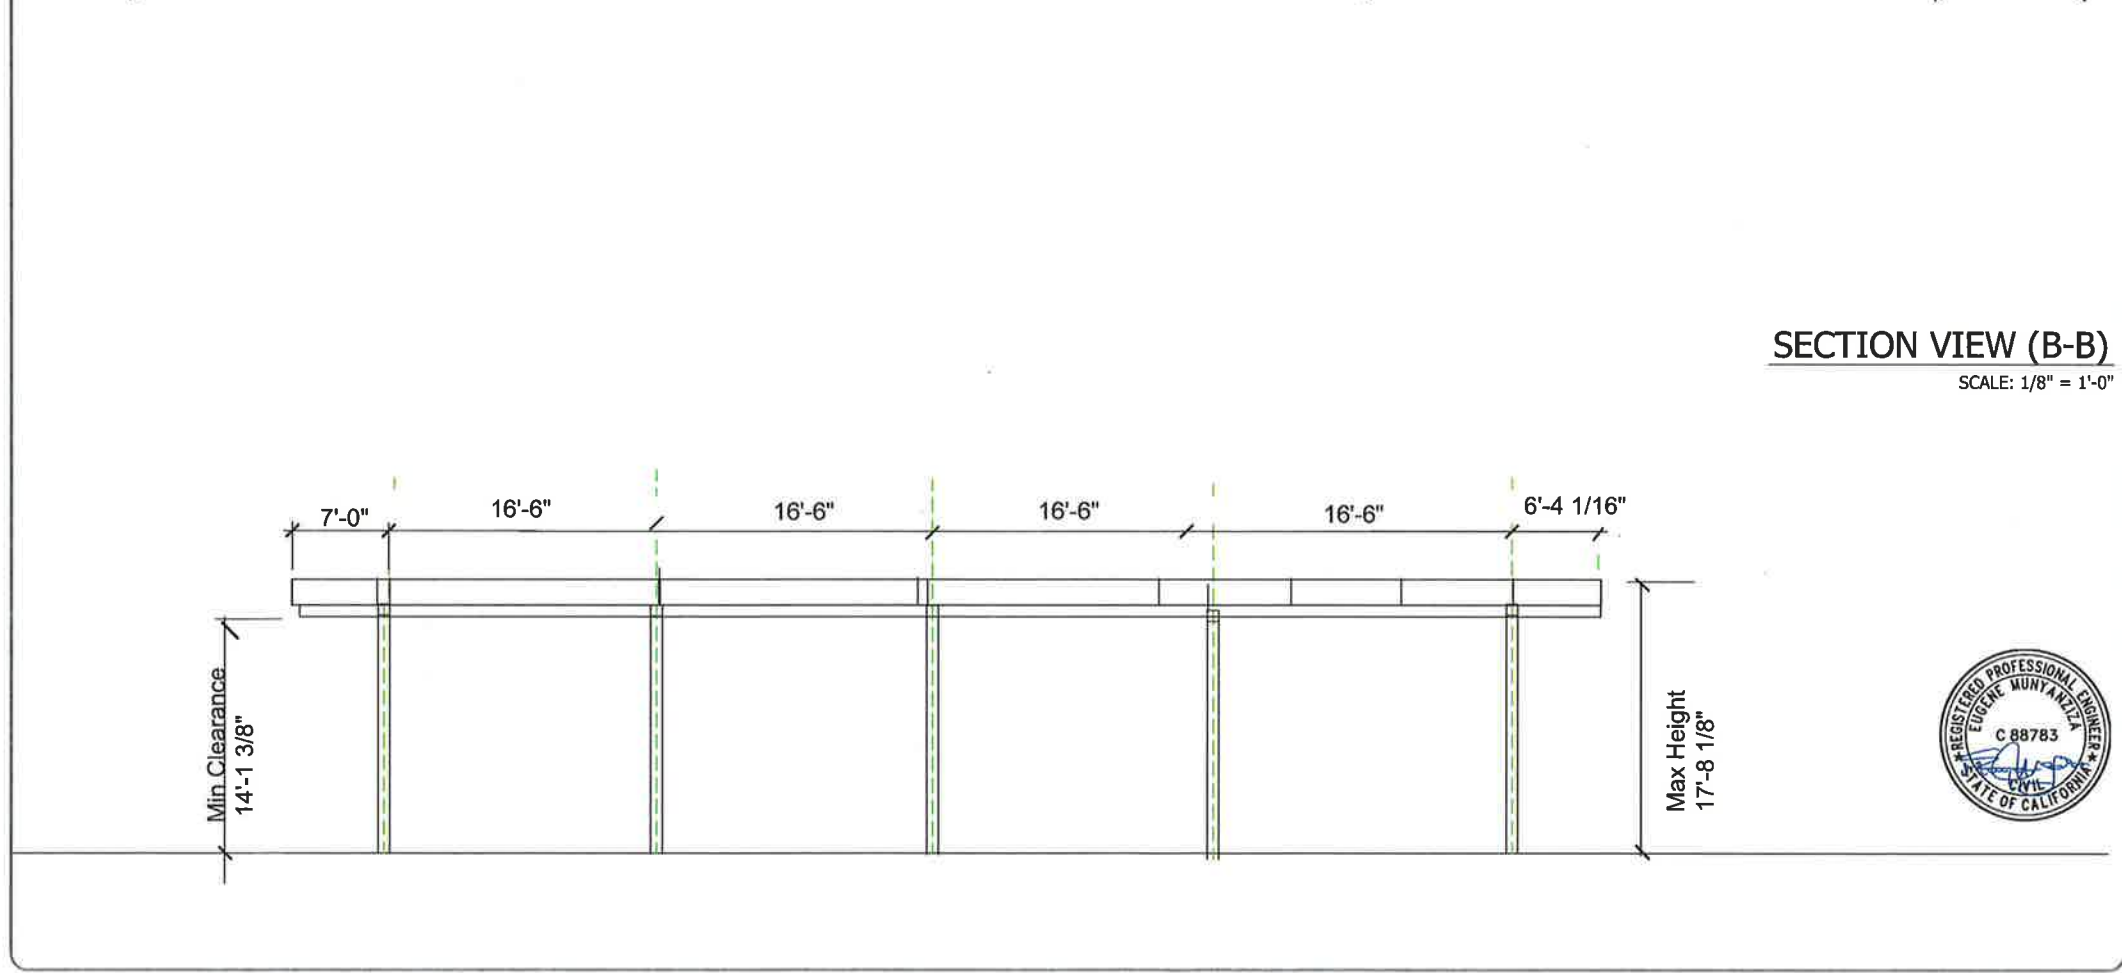 SECTION VIEW (B-B)
SCALE: 1/8" = 1'-0"
7'-0"
16'-6"
16'-6"
16'-6"
16'-6"
6'-4 1/16"
Min Clearance
14'-1 3/8"
Max Height
17'-8 1/8"
REGISTERED PROFESSIONAL ENGINEER
EUGENE MUNYANZIZA
C 88783
CIVIL
STATE OF CALIFORNIA